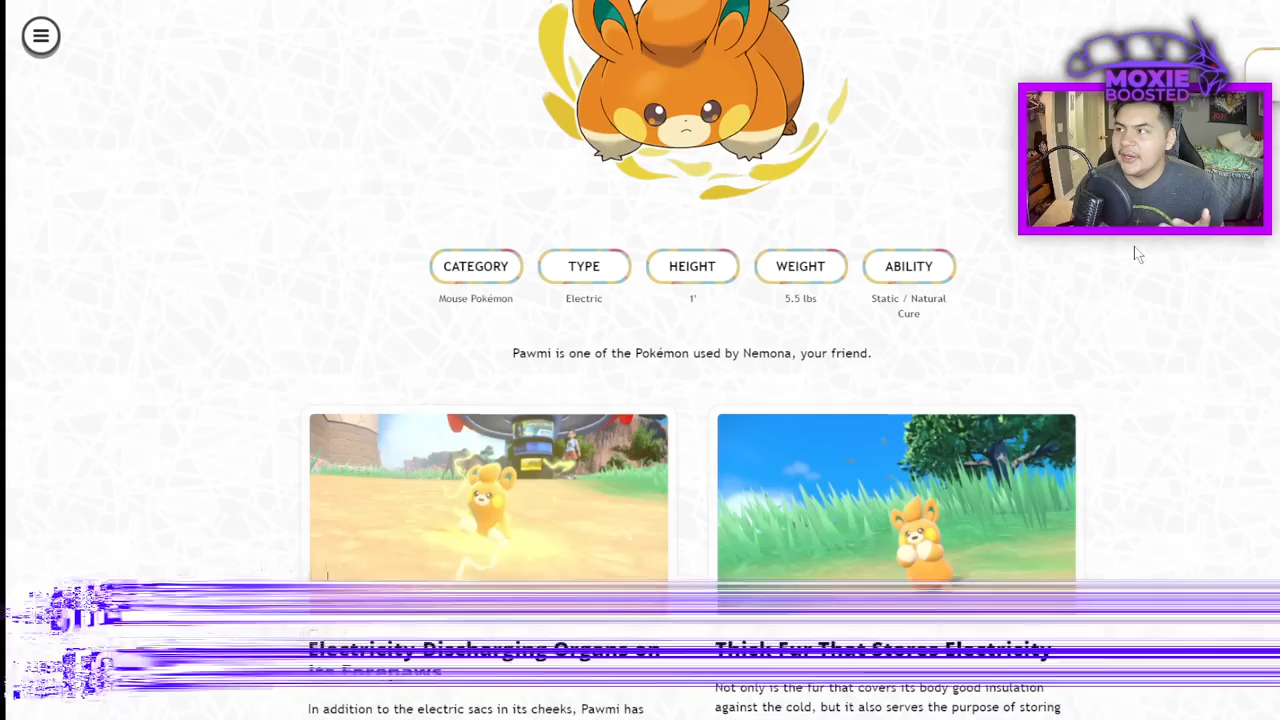 MOXIE
BOOSTED
CATEGORY
TYPE
HEIGHT
WEIGHT
ABILITY
Mouse Pokémon
Electric
1'
5.5 lbs
Static / Natural
Cure
Pawmi is one of the Pokémon used by Nemona, your friend.
Electricity-Discharging Organs on
its Forepaws
In addition to the electric sacs in its cheeks, Pawmi has
Thick Fur That Stores Electricity
Not only is the fur that covers its body good insulation
against the cold, but it also serves the purpose of storing